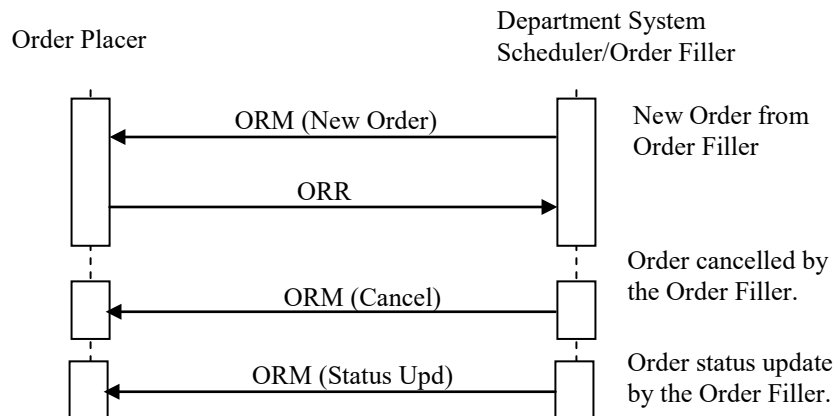 Order Placer
Department System
Scheduler/Order Filler
ORM (New Order)
New Order from
Order Filler
ORR
Order cancelled by
the Order Filler.
ORM (Cancel)
Order status update
by the Order Filler.
ORM (Status Upd)